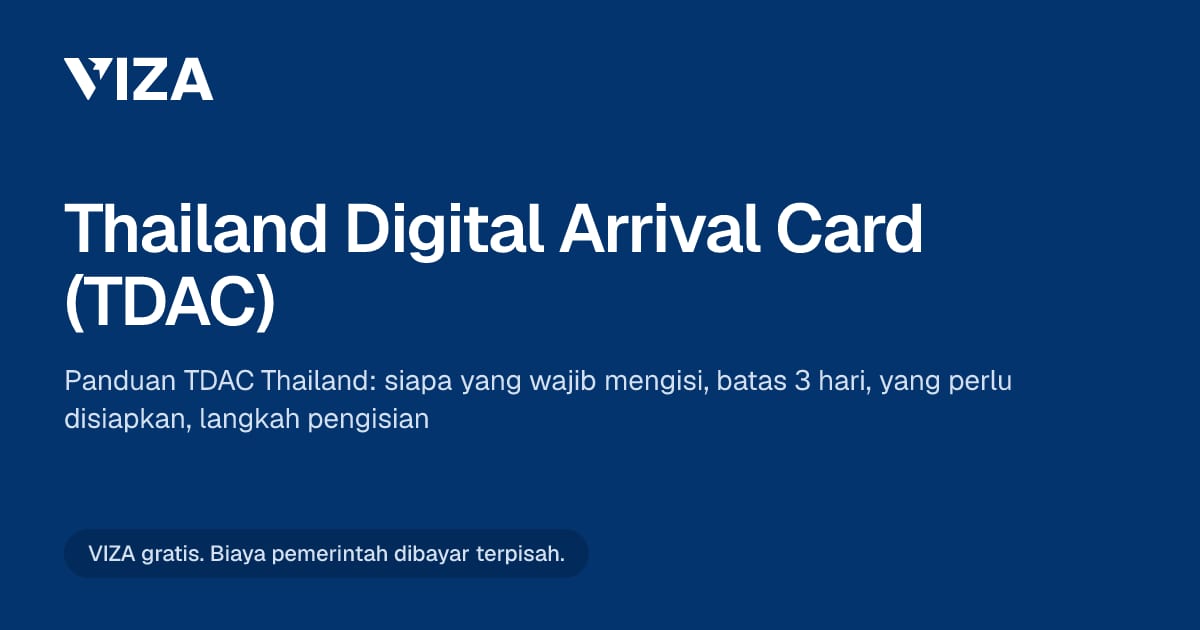 VIZA
Thailand Digital Arrival Card
(TDAC)
Panduan TDAC Thailand: siapa yang wajib mengisi, batas 3 hari, yang perlu
disiapkan, langkah pengisian
VIZA gratis. Biaya pemerintah dibayar terpisah.